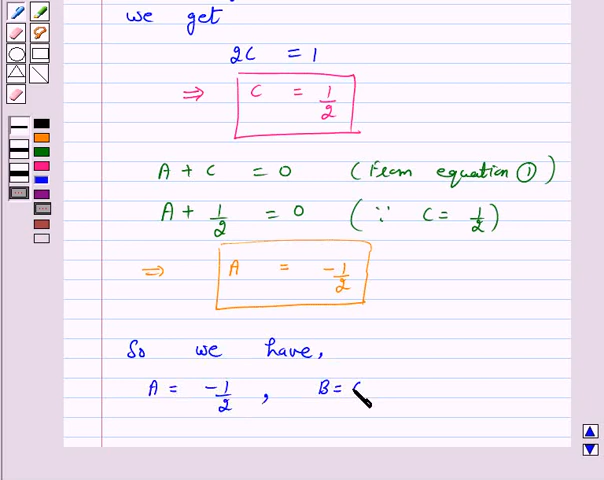 we get
2C = 1
⇒ C = 1/2
A + C = 0 (From equation ①)
A + 1/2 = 0 (∵ C = 1/2)
⇒ A = -1/2
So we have,
A = -1/2 , B =